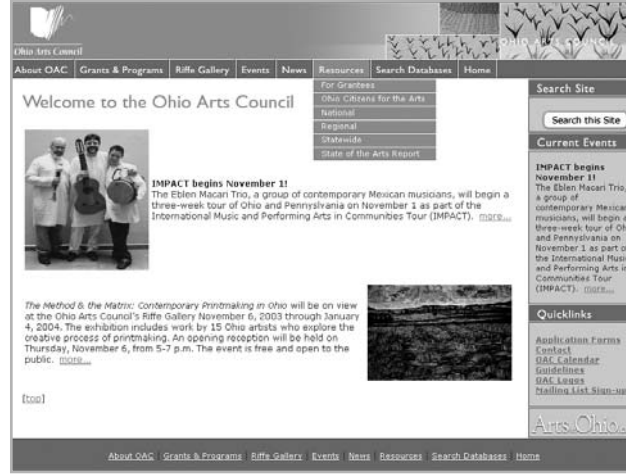 Ohio Arts Council
OHIO ARTS COUNCIL
About OAC Grants & Programs Riffe Gallery Events News Resources Search Databases Home
For Grantees
Ohio Citizens for the Arts
National
Regional
Statewide
State of the Arts Report
Welcome to the Ohio Arts Council
IMPACT begins November 1!
The Eblen Macari Trio, a group of contemporary Mexican musicians, will begin a
three-week tour of Ohio and Pennsylvania on November 1 as part of the
International Music and Performing Arts in Communities Tour (IMPACT). more...
The Method & the Matrix: Contemporary Printmaking in Ohio will be on view
at the Ohio Arts Council's Riffe Gallery November 6, 2003 through January
4, 2004. The exhibition includes work by 15 Ohio artists who explore the
creative process of printmaking. An opening reception will be held on
Thursday, November 6, from 5-7 p.m. The event is free and open to the
public. more...
[top]
Search Site
Search this Site
Current Events
IMPACT begins
November 1!
The Eblen Macari Trio,
a group of
contemporary Mexican
musicians, will begin a
three-week tour of Oh
and Pennsylvania on
November 1 as part o
the International Musi
and Performing Arts i
Communities Tour
(IMPACT). more...
Quicklinks
Application Forms
Contact
OAC Calendar
Guidelines
OAC Logos
Mailing List Sign-up
Arts Ohio
About OAC | Grants & Programs | Riffe Gallery | Events | News | Resources | Search Databases | Home